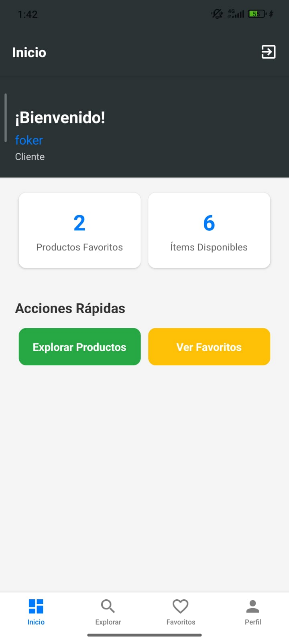 1:42
Inicio
¡Bienvenido!
foker
Cliente
2
Productos Favoritos
6
Ítems Disponibles
Acciones Rápidas
Explorar Productos
Ver Favoritos
Inicio
Explorar
Favoritos
Perfil